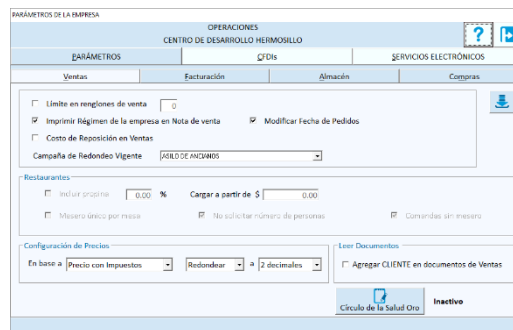 PARÁMETROS DE LA EMPRESA
OPERACIONES
CENTRO DE DESARROLLO HERMOSILLO
?
PARÁMETROS CFDIs SERVICIOS ELECTRÓNICOS
Ventas Facturación Almacén Compras
Límite en renglones de venta 0
Imprimir Régimen de la empresa en Nota de venta Modificar Fecha de Pedidos
Costo de Reposición en Ventas
Campaña de Redondeo Vigente ASILO DE ANCIANOS
Restaurantes
Incluir propina 0.00 % Cargar a partir de $ 0.00
Mesero único por mesa No solicitar número de personas Comandas sin mesero
Configuración de Precios Leer Documentos
En base a Precio con Impuestos Redondear a 2 decimales Agregar CLIENTE en documentos de Ventas
Círculo de la Salud Oro Inactivo